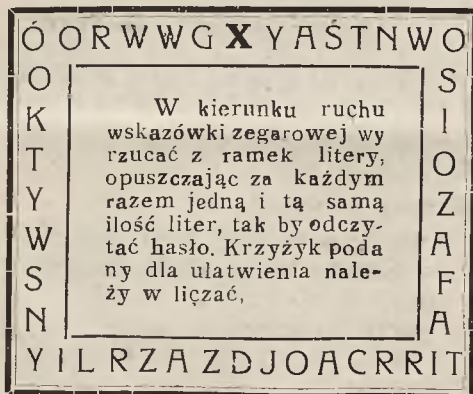 ÓORWWGXYAŚTNWO
O
K
T
Y
W
S
N
S
I
O
Z
A
F
A
W kierunku ruchu
wskazówki zegarowej wy
rzucać z ramek litery,
opuszczając za każdym
razem jedną i tą samą
ilość liter, tak by odczy-
tać hasło. Krzyżyk poda
ny dla ułatwienia nale-
ży w liczać,
YILRZAZDJOACRRIT